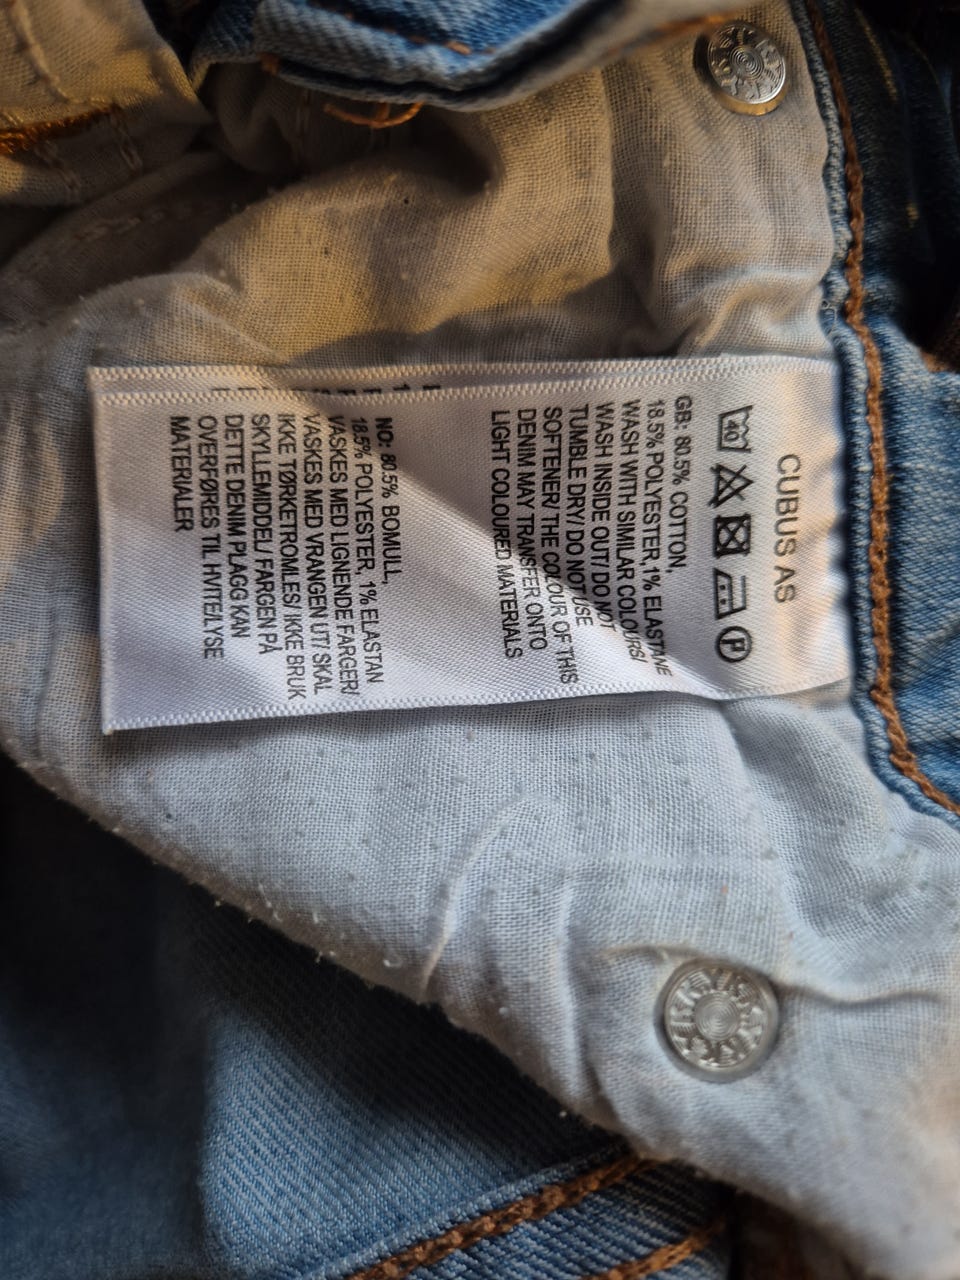 CUBUS AS
40
P
GB: 80.5% COTTON,
18.5% POLYESTER,1% ELASTANE
WASH WITH SIMILAR COLOURS/
WASH INSIDE OUT/ DO NOT
TUMBLE DRY/ DO NOT USE
SOFTENER/ THE COLOUR OF THIS
DENIM MAY TRANSFER ONTO
LIGHT COLOURED MATERIALS
NO: 80.5% BOMULL,
18.5% POLYESTER, 1% ELASTAN
VASKES MED LIGNENDE FARGER/
VASKES MED VRANGEN UT/ SKAL
IKKE TØRKETROMLES/ IKKE BRUK
SKYLLEMIDDEL/ FARGEN PÅ
DETTE DENIM PLAGG KAN
OVERFØRES TIL HVITE/LYSE
MATERIALER